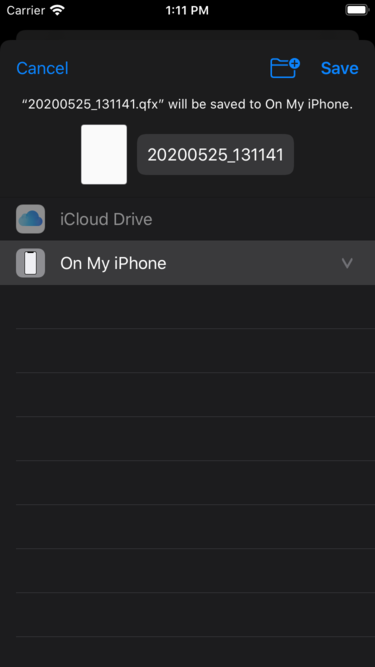 Carrier 1:11 PM
Cancel Save
“20200525_131141.qfx” will be saved to On My iPhone.
20200525_131141
iCloud Drive
On My iPhone